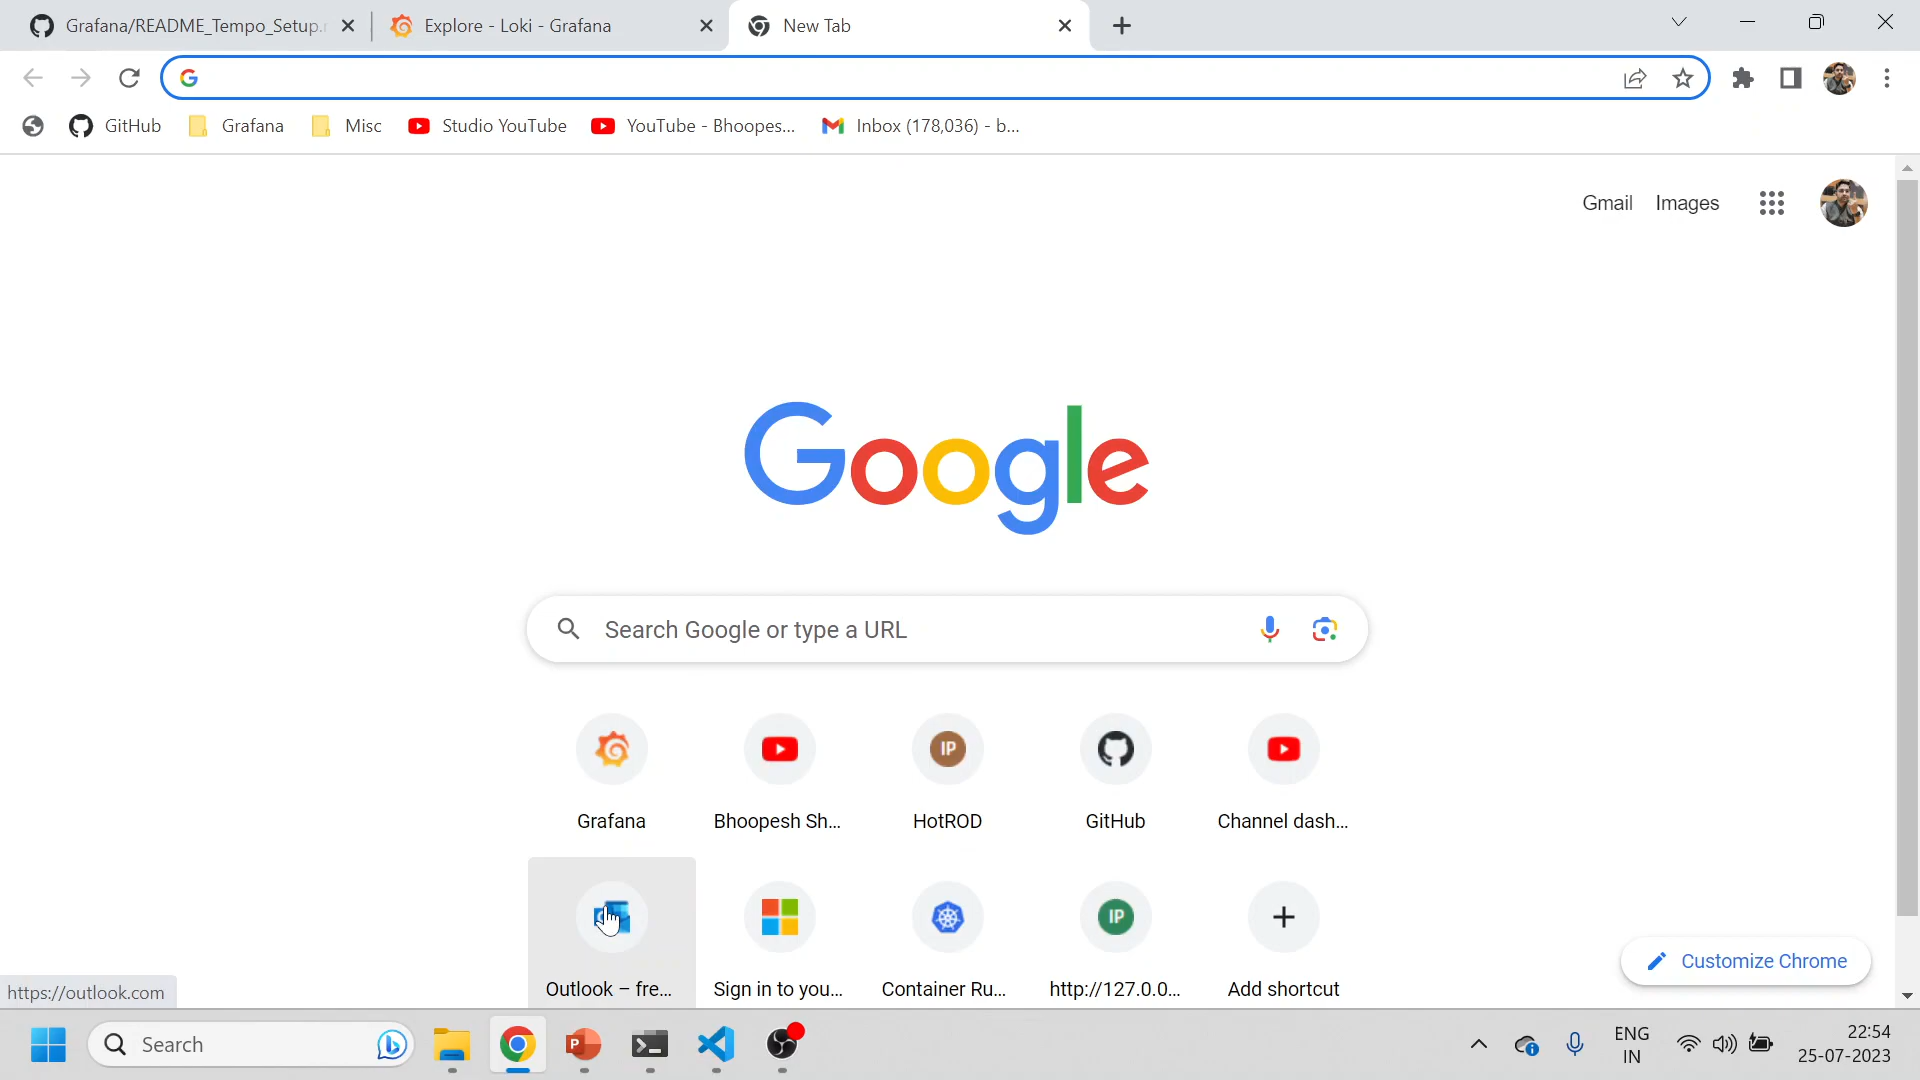 Grafana/README_Tempo_Setup.r
Explore - Loki - Grafana
New Tab
GitHub
Grafana
Misc
Studio YouTube
YouTube - Bhoopes...
Inbox (178,036) - b...
Gmail
Images
Google
Search Google or type a URL
IP
Grafana
Bhoopesh Sh...
HotROD
GitHub
Channel dash...
IP
Outlook – fre...
Sign in to you...
Container Ru...
http://127.0.0...
Add shortcut
Customize Chrome
https://outlook.com
Search
ENG
IN
22:54
25-07-2023